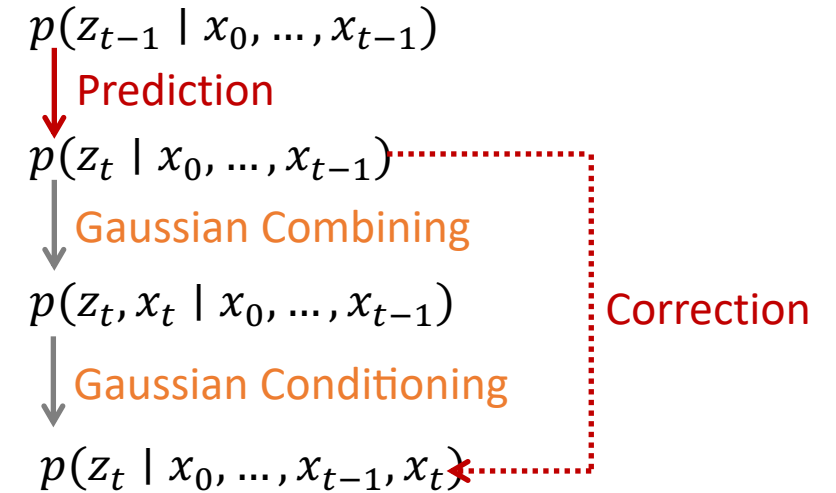 p(z_{t−1} | x_0, …, x_{t−1})
Prediction
p(z_t | x_0, …, x_{t−1})
Gaussian Combining
p(z_t, x_t | x_0, …, x_{t−1})
Correction
Gaussian Conditioning
p(z_t | x_0, …, x_{t−1}, x_t)